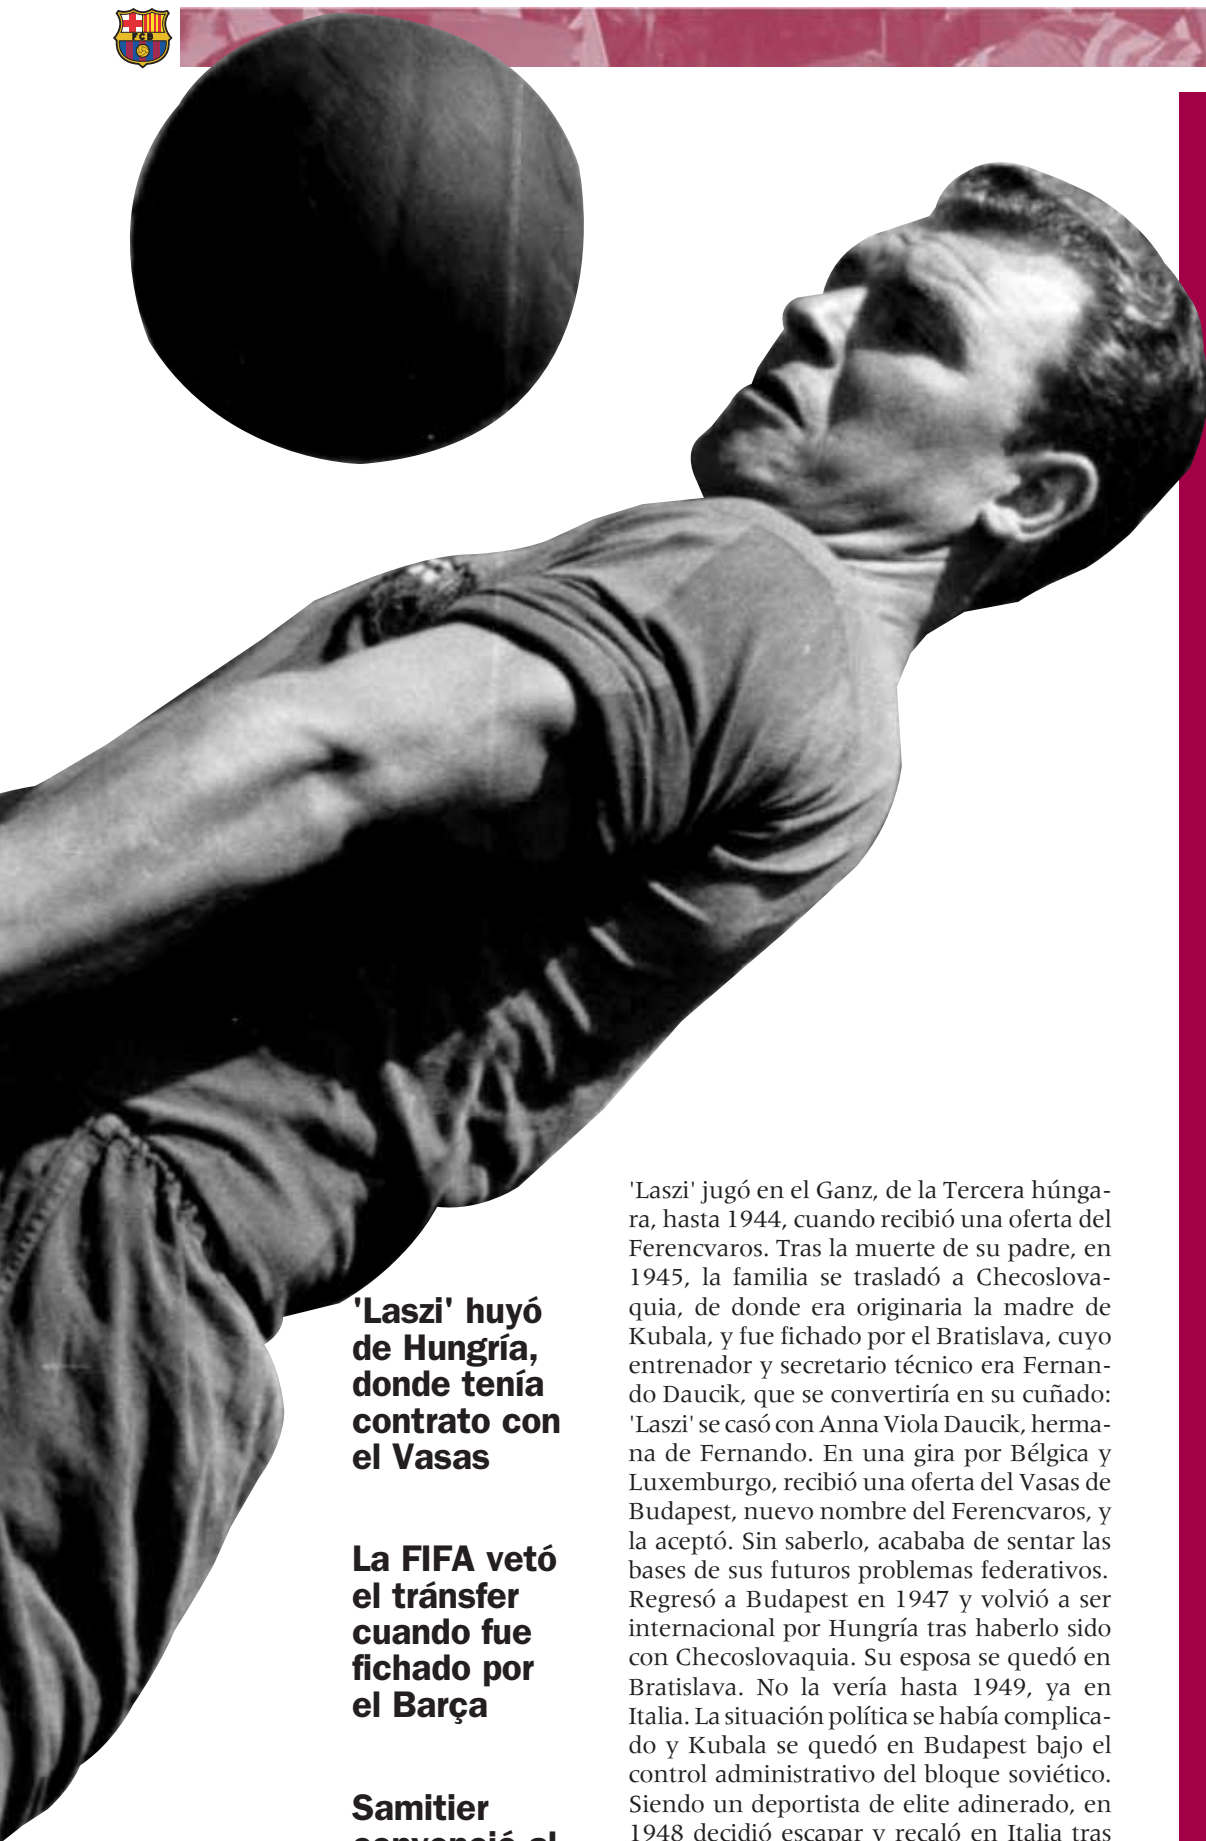 FCB
'Laszi' huyó
de Hungría,
donde tenía
contrato con
el Vasas
La FIFA vetó
el tránsfer
cuando fue
fichado por
el Barça
Samitier
convenció al
'Laszi' jugó en el Ganz, de la Tercera húnga-
ra, hasta 1944, cuando recibió una oferta del
Ferencvaros. Tras la muerte de su padre, en
1945, la familia se trasladó a Checoslova-
quia, de donde era originaria la madre de
Kubala, y fue fichado por el Bratislava, cuyo
entrenador y secretario técnico era Fernan-
do Daucik, que se convertiría en su cuñado:
'Laszi' se casó con Anna Viola Daucik, herma-
na de Fernando. En una gira por Bélgica y
Luxemburgo, recibió una oferta del Vasas de
Budapest, nuevo nombre del Ferencvaros, y
la aceptó. Sin saberlo, acababa de sentar las
bases de sus futuros problemas federativos.
Regresó a Budapest en 1947 y volvió a ser
internacional por Hungría tras haberlo sido
con Checoslovaquia. Su esposa se quedó en
Bratislava. No la vería hasta 1949, ya en
Italia. La situación política se había complica-
do y Kubala se quedó en Budapest bajo el
control administrativo del bloque soviético.
Siendo un deportista de elite adinerado, en
1948 decidió escapar y recaló en Italia tras